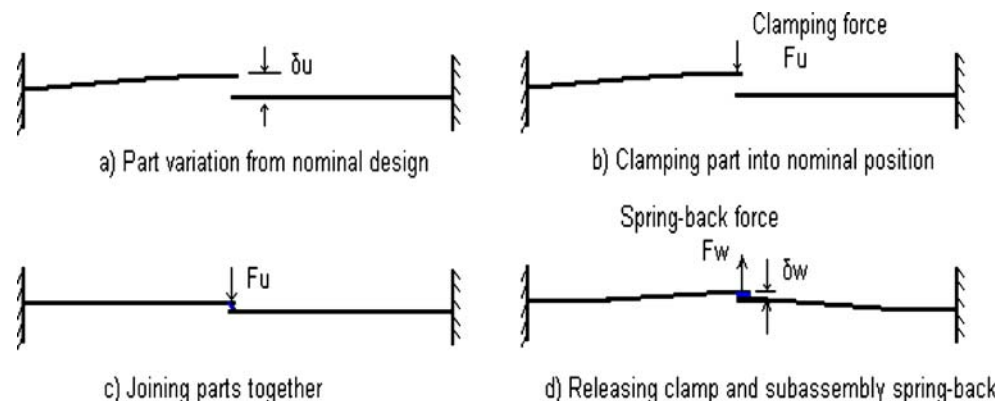 δu
a) Part variation from nominal design
Clamping force
Fu
b) Clamping part into nominal position
Fu
c) Joining parts together
Spring-back force
Fw
δw
d) Releasing clamp and subassembly spring-back